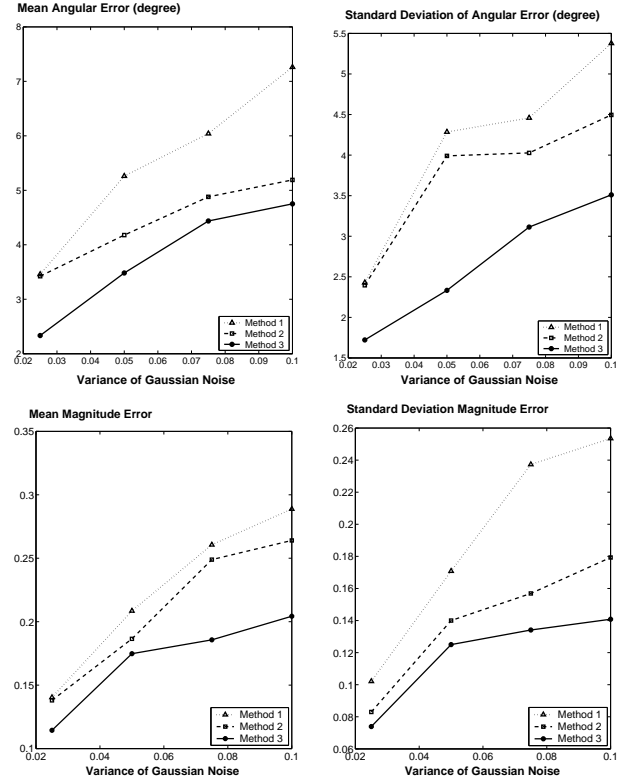 Mean Angular Error (degree)
8
7
6
5
4
3
2
0.02 0.03 0.04 0.05 0.06 0.07 0.08 0.09 0.1
Method 1
Method 2
Method 3
Variance of Gaussian Noise
Standard Deviation of Angular Error (degree)
5.5
5
4.5
4
3.5
3
2.5
2
1.5
0.02 0.03 0.04 0.05 0.06 0.07 0.08 0.09 0.1
Method 1
Method 2
Method 3
Variance of Gaussian Noise
Mean Magnitude Error
0.35
0.3
0.25
0.2
0.15
0.1
0.02 0.04 0.06 0.08 0.1
Method 1
Method 2
Method 3
Variance of Gaussian Noise
Standard Deviation Magnitude Error
0.26
0.24
0.22
0.2
0.18
0.16
0.14
0.12
0.1
0.08
0.06
0.02 0.04 0.06 0.08 0.1
Method 1
Method 2
Method 3
Variance of Gaussian Noise